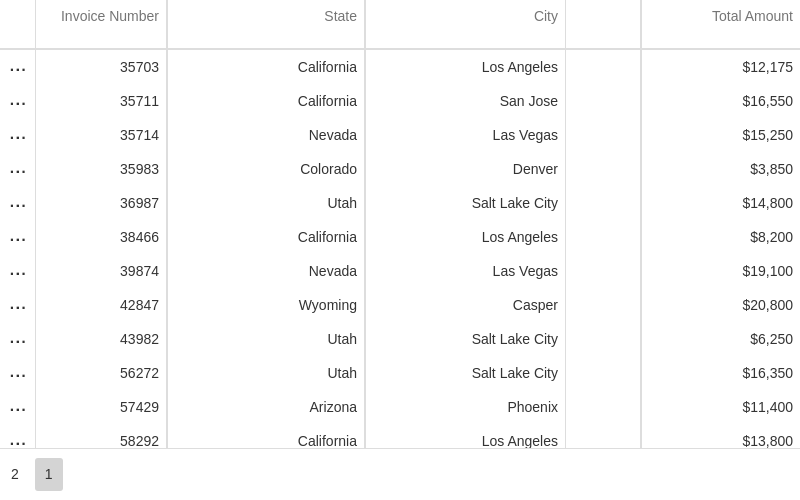 Invoice Number State City Total Amount
... 35703 California Los Angeles $12,175
... 35711 California San Jose $16,550
... 35714 Nevada Las Vegas $15,250
... 35983 Colorado Denver $3,850
... 36987 Utah Salt Lake City $14,800
... 38466 California Los Angeles $8,200
... 39874 Nevada Las Vegas $19,100
... 42847 Wyoming Casper $20,800
... 43982 Utah Salt Lake City $6,250
... 56272 Utah Salt Lake City $16,350
... 57429 Arizona Phoenix $11,400
... 58292 California Los Angeles $13,800
2 1